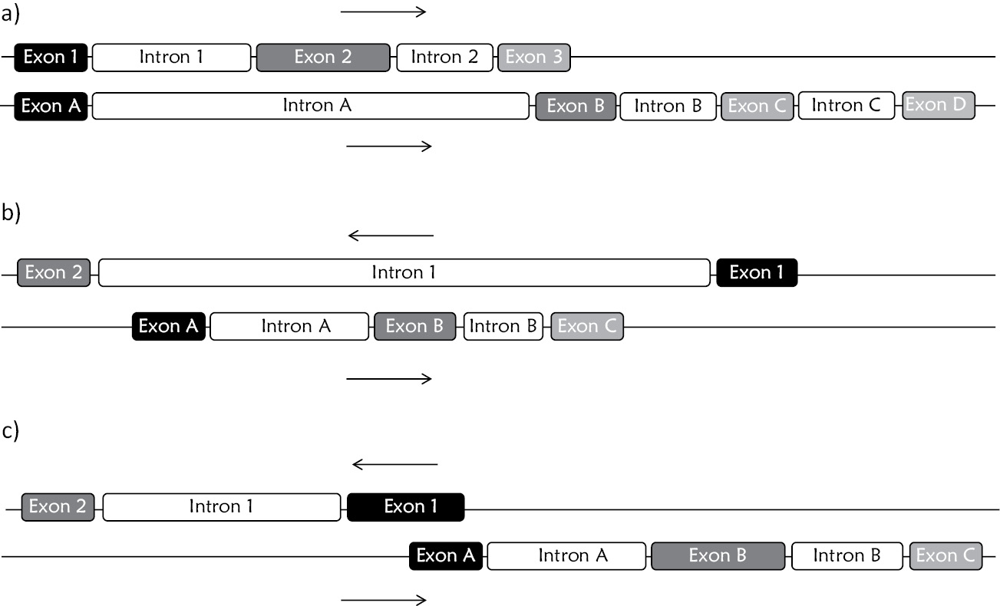 a)
Exon 1 Intron 1 Exon 2 Intron 2 Exon 3
Exon A Intron A Exon B Intron B Exon C Intron C Exon D
b)
Exon 2 Intron 1 Exon 1
Exon A Intron A Exon B Intron B Exon C
c)
Exon 2 Intron 1 Exon 1
Exon A Intron A Exon B Intron B Exon C